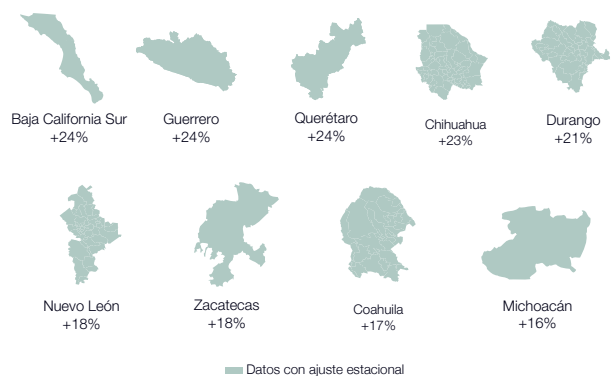 Baja California Sur
+24%
Guerrero
+24%
Querétaro
+24%
Chihuahua
+23%
Durango
+21%
Nuevo León
+18%
Zacatecas
+18%
Coahuila
+17%
Michoacán
+16%
Datos con ajuste estacional